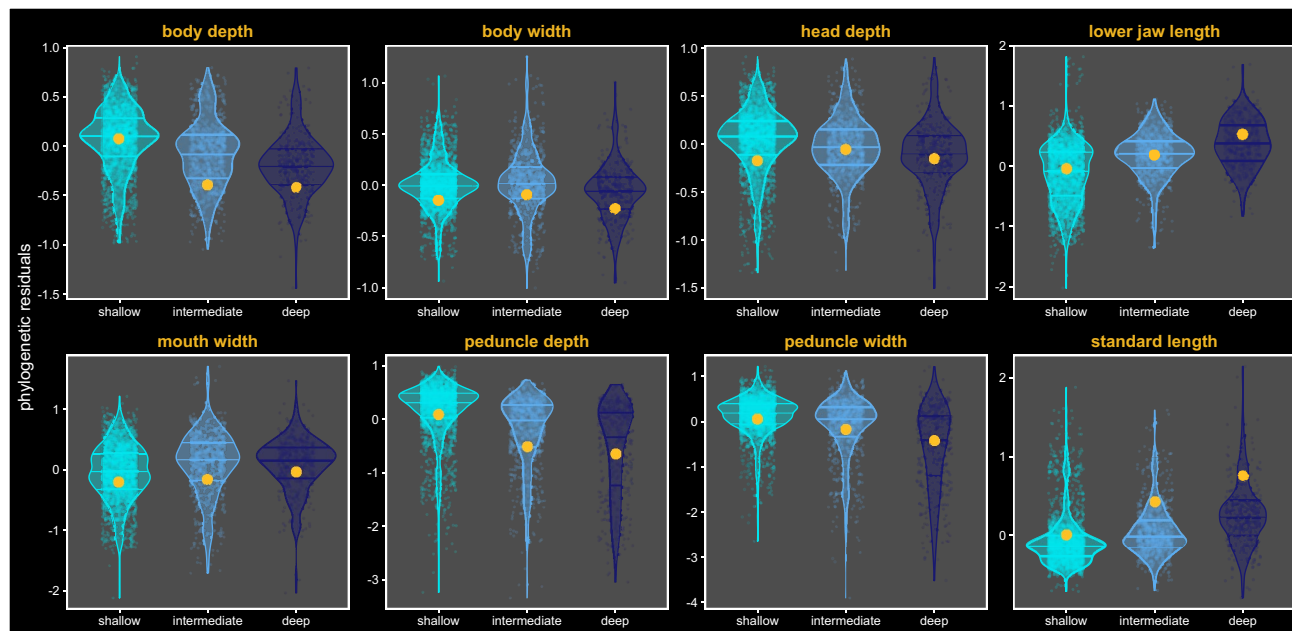 body depth
body width
head depth
lower jaw length
1.0
0.5
0.0
-0.5
-1.0
-1.5
1.0
0.5
0.0
-0.5
-1.0
1.0
0.5
0.0
-0.5
-1.0
-1.5
2
1
0
-1
-2
shallow intermediate deep
shallow intermediate deep
shallow intermediate deep
shallow intermediate deep
phylogenetic residuals
mouth width
peduncle depth
peduncle width
standard length
1
0
-1
-2
1
0
-1
-2
-3
1
0
-1
-2
-3
-4
2
1
0
shallow intermediate deep
shallow intermediate deep
shallow intermediate deep
shallow intermediate deep